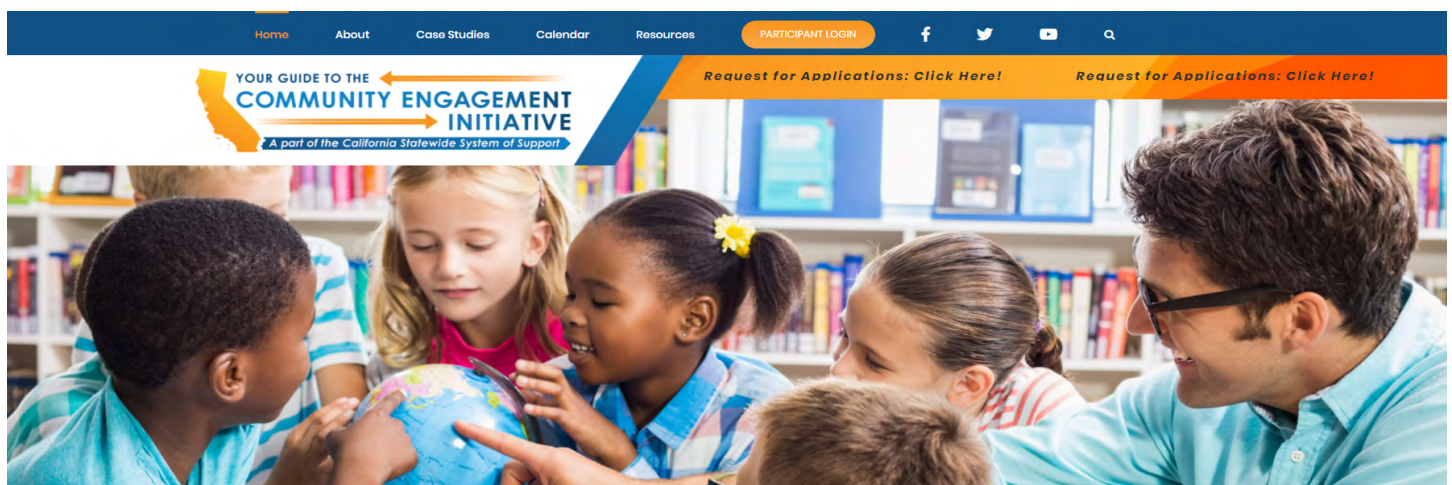 Home About Case Studies Calendar Resources PARTICIPANT LOGIN
Request for Applications: Click Here! Request for Applications: Click Here!
YOUR GUIDE TO THE
COMMUNITY ENGAGEMENT
INITIATIVE
A part of the California Statewide System of Support